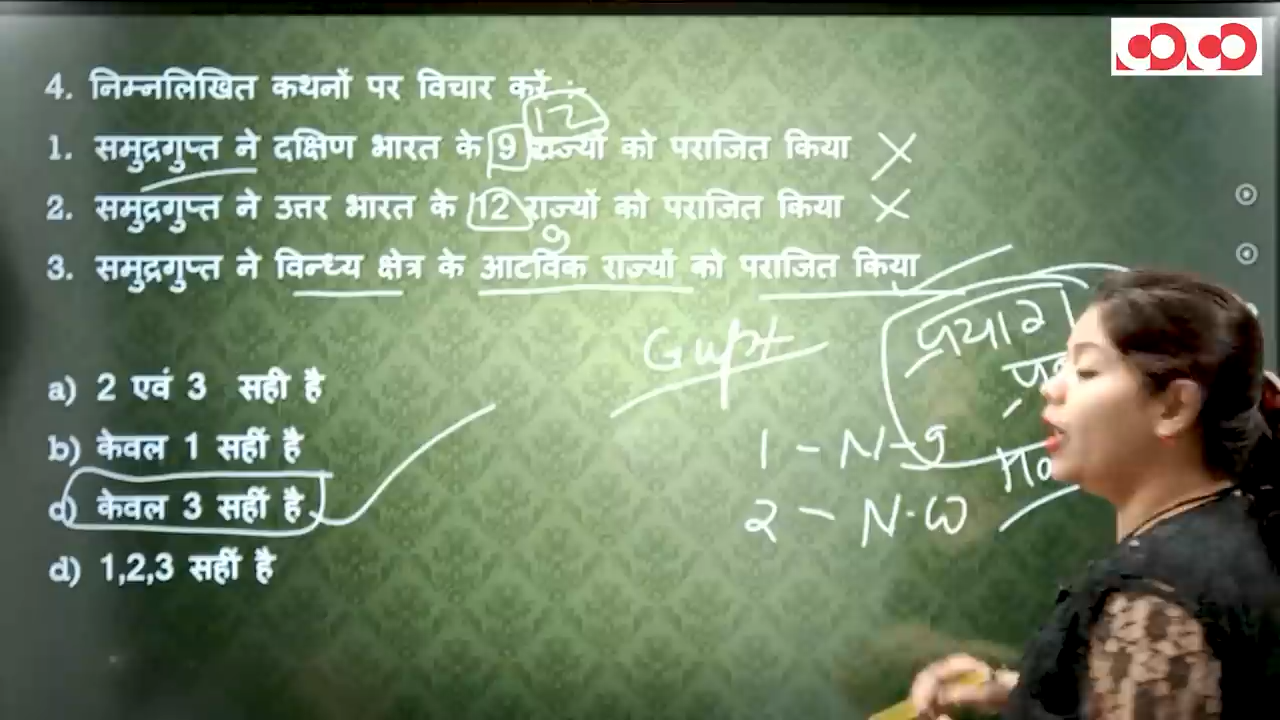 4. निम्नलिखित कथनों पर विचार करें :-
12
1. समुद्रगुप्त ने दक्षिण भारत के 9 राज्यों को पराजित किया ×
2. समुद्रगुप्त ने उत्तर भारत के 12 राज्यों को पराजित किया ×
9
3. समुद्रगुप्त ने विन्ध्य क्षेत्र के आटविक राज्यों को पराजित किया
Gupt
a) 2 एवं 3 सही है
b) केवल 1 सहीं है
1 - N-9
c) केवल 3 सहीं है
2 - N.W
d) 1,2,3 सहीं है